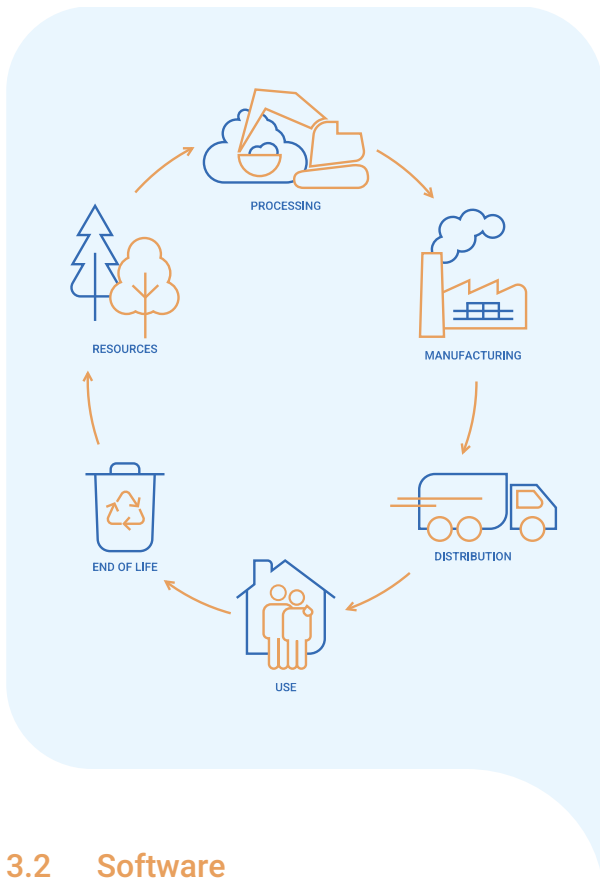 PROCESSING
MANUFACTURING
DISTRIBUTION
USE
END OF LIFE
RESOURCES
3.2 Software